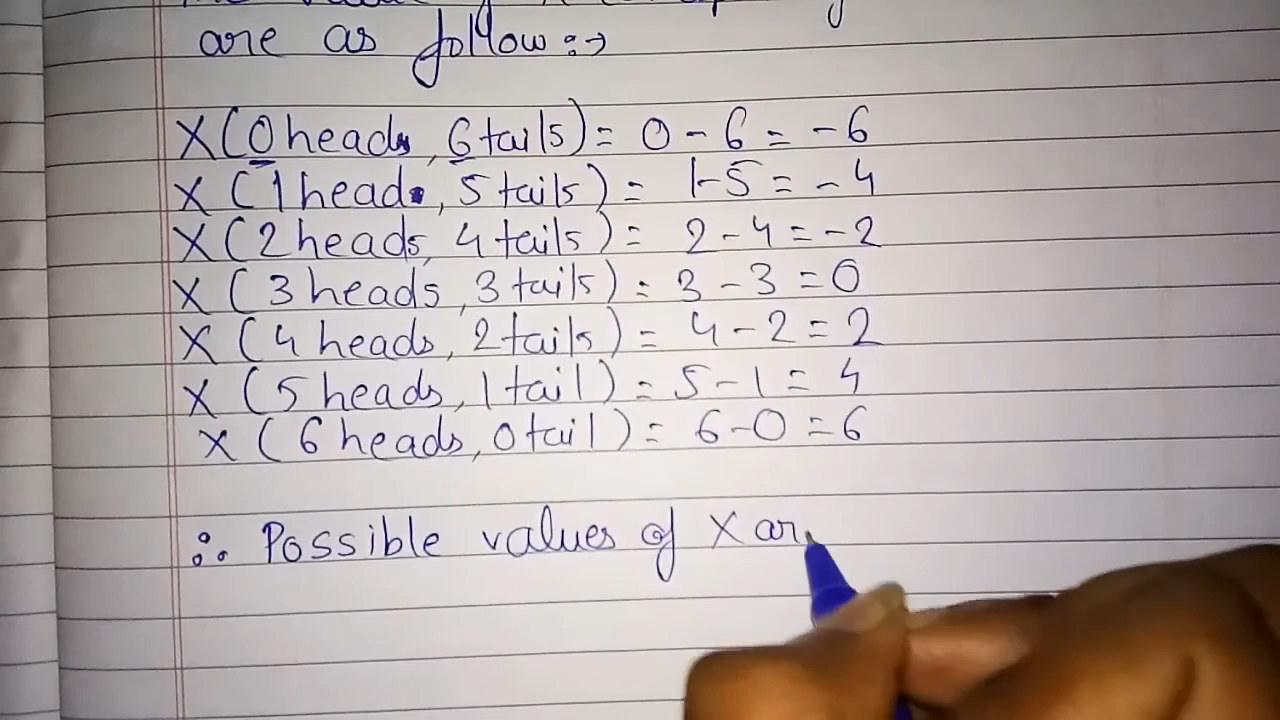 are as follow :→
X(0 heads, 6 tails) = 0 - 6 = -6
X (1 head, 5 tails) = 1-5 = -4
X (2 heads, 4 tails) = 2 - 4 = -2
X (3 heads, 3 tails) = 3 - 3 = 0
X (4 heads, 2 tails) = 4 - 2 = 2
X (5 heads, 1 tail) = 5 - 1 = 4
X (6 heads, 0 tail) = 6 - 0 = 6
∴ Possible values of X ar